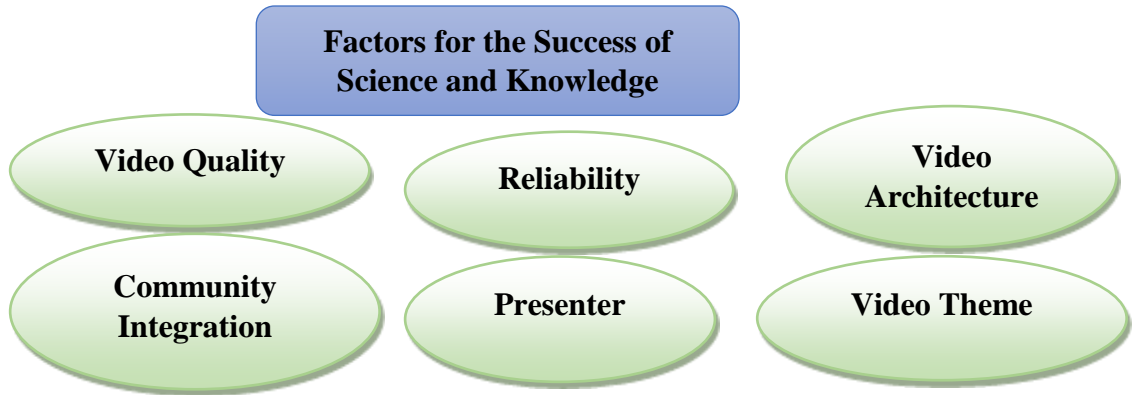 Factors for the Success of
Science and Knowledge
Video Quality
Reliability
Video
Architecture
Community
Integration
Presenter
Video Theme